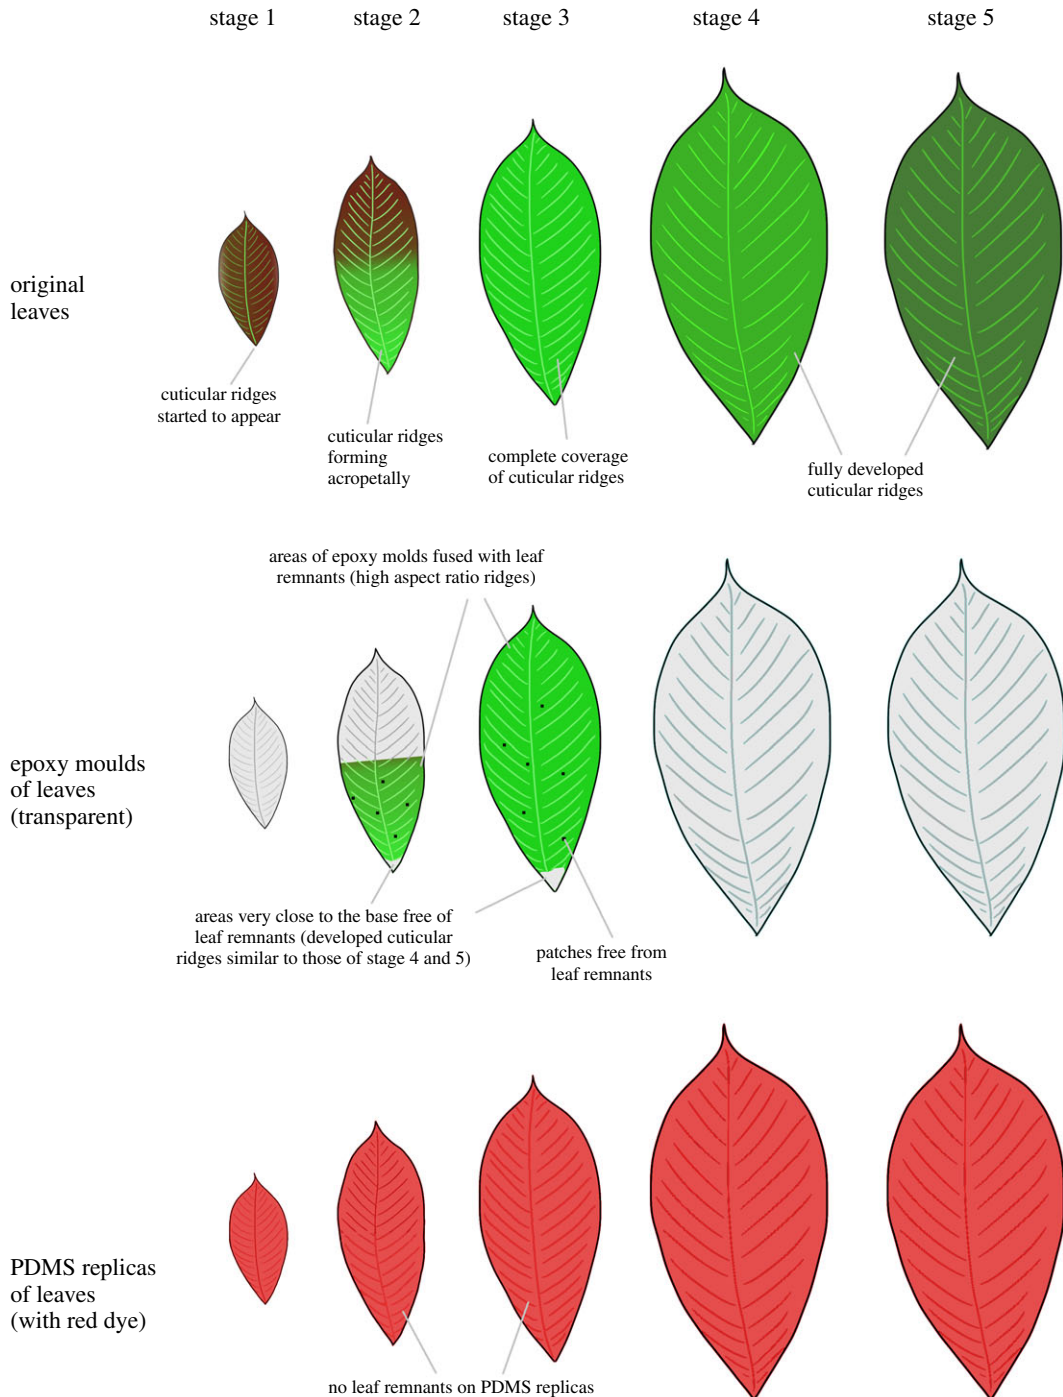 stage 1
stage 2
stage 3
stage 4
stage 5
original
leaves
cuticular ridges
started to appear
cuticular ridges
forming
acropetally
complete coverage
of cuticular ridges
fully developed
cuticular ridges
areas of epoxy molds fused with leaf
remnants (high aspect ratio ridges)
epoxy moulds
of leaves
(transparent)
areas very close to the base free of
leaf remnants (developed cuticular
ridges similar to those of stage 4 and 5)
patches free from
leaf remnants
PDMS replicas
of leaves
(with red dye)
no leaf remnants on PDMS replicas